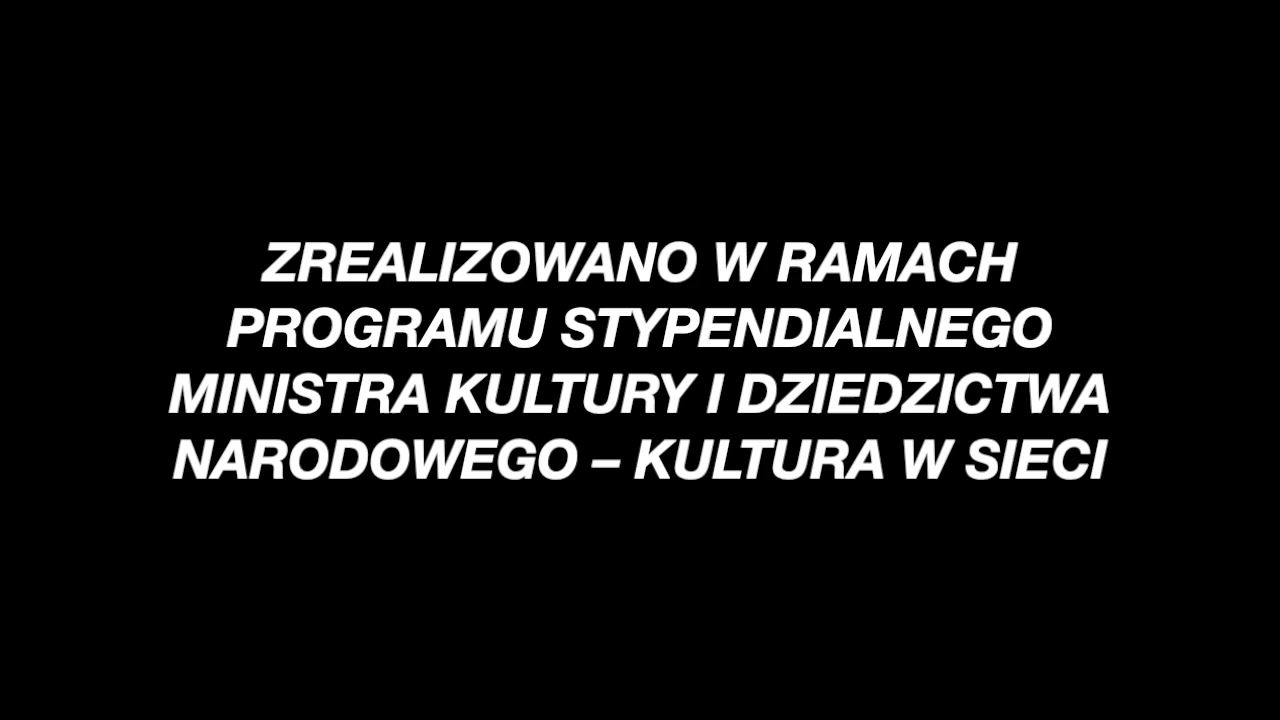 ZREALIZOWANO W RAMACH
PROGRAMU STYPENDIALNEGO
MINISTRA KULTURY I DZIEDZICTWA
NARODOWEGO – KULTURA W SIECI